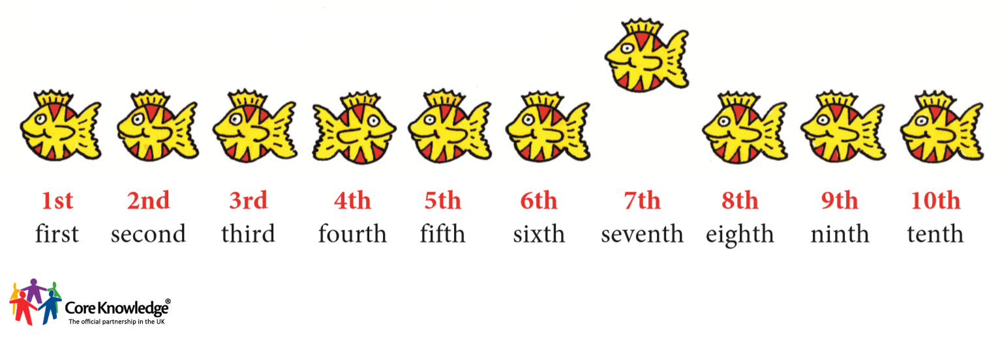 1st 2nd 3rd 4th 5th 6th 7th 8th 9th 10th
first second third fourth fifth sixth seventh eighth ninth tenth
Core Knowledge®
The official partnership in the UK